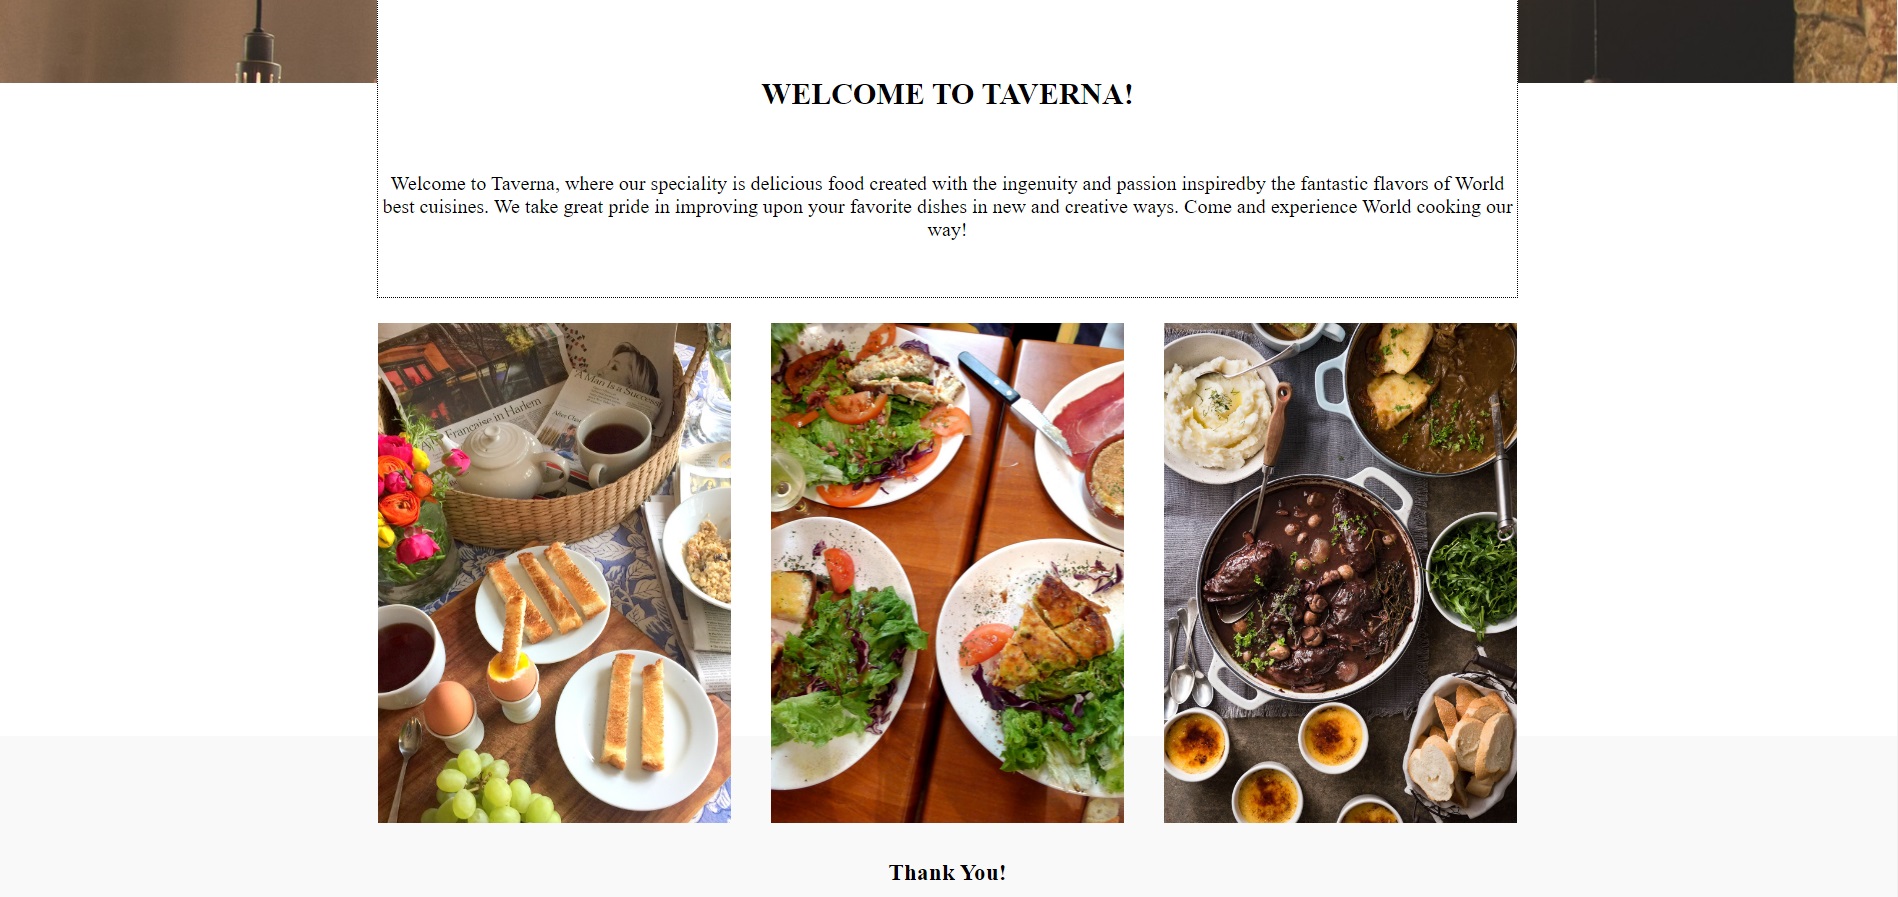 WELCOME TO TAVERNA!
Welcome to Taverna, where our speciality is delicious food created with the ingenuity and passion inspiredby the fantastic flavors of World
best cuisines. We take great pride in improving upon your favorite dishes in new and creative ways. Come and experience World cooking our
way!
A Man Is a Success
After
Française in Harlem
Thank You!